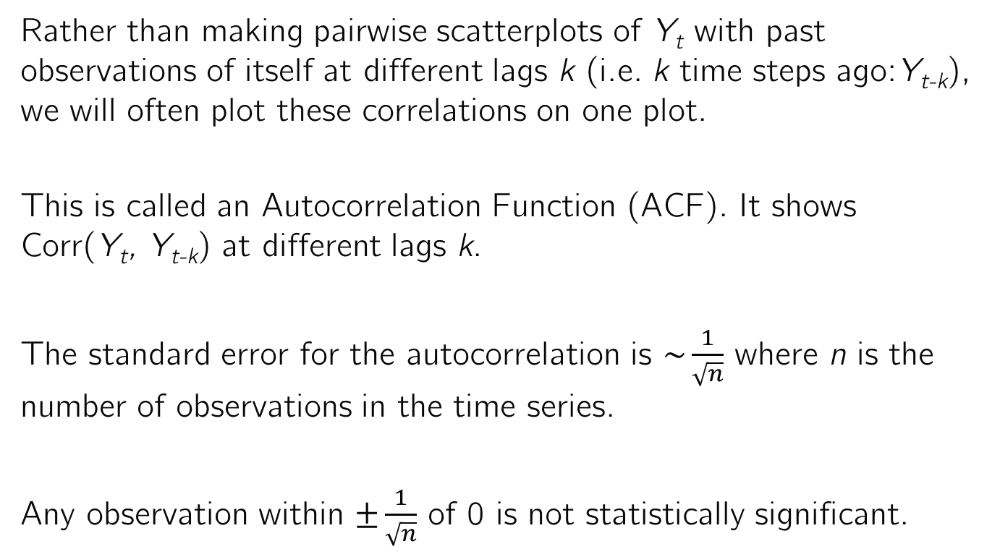 Rather than making pairwise scatterplots of Y_t with past
observations of itself at different lags k (i.e. k time steps ago: Y_{t-k}),
we will often plot these correlations on one plot.
This is called an Autocorrelation Function (ACF). It shows
Corr(Y_t, Y_{t-k}) at different lags k.
The standard error for the autocorrelation is ~ \frac{1}{\sqrt{n}} where n is the
number of observations in the time series.
Any observation within ± \frac{1}{\sqrt{n}} of 0 is not statistically significant.